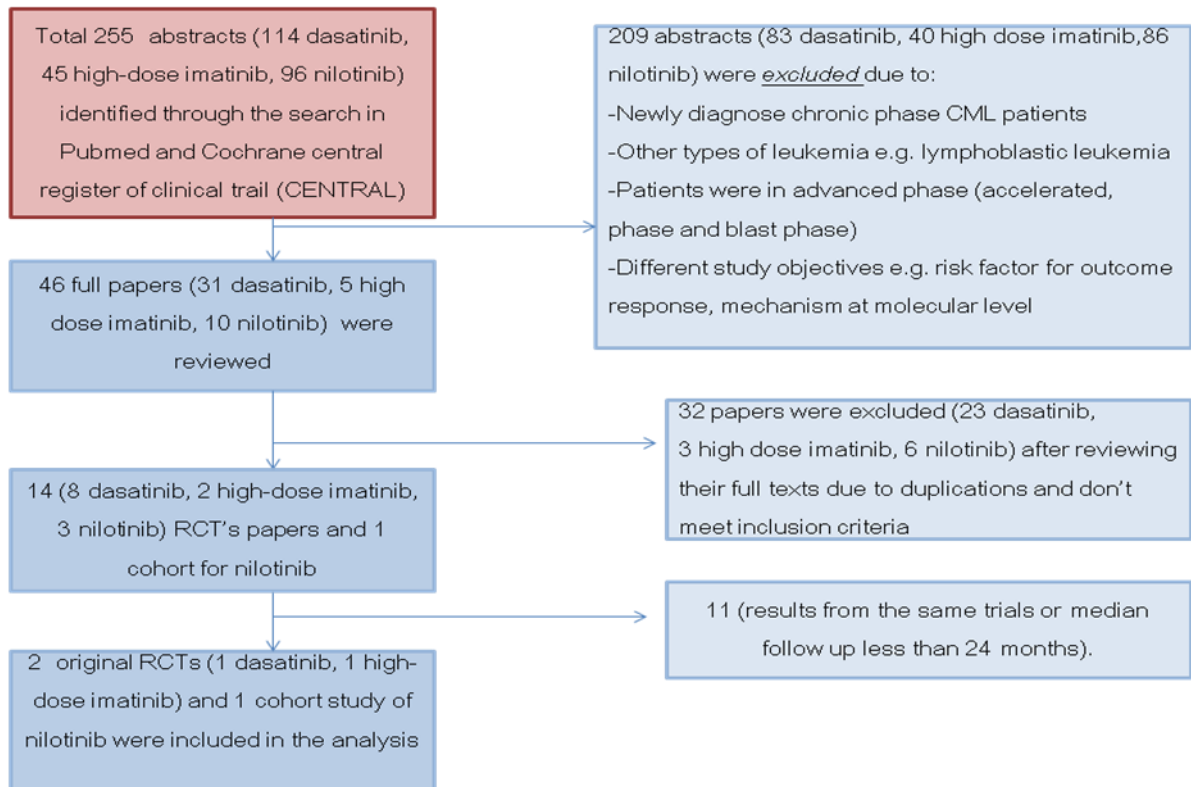 Total 255 abstracts (114 dasatinib,
45 high-dose imatinib, 96 nilotinib)
identified through the search in
Pubmed and Cochrane central
register of clinical trail (CENTRAL)
209 abstracts (83 dasatinib, 40 high dose imatinib,86
nilotinib) were excluded due to:
-Newly diagnose chronic phase CML patients
-Other types of leukemia e.g. lymphoblastic leukemia
-Patients were in advanced phase (accelerated,
phase and blast phase)
-Different study objectives e.g. risk factor for outcome
response, mechanism at molecular level
46 full papers (31 dasatinib, 5 high
dose imatinib, 10 nilotinib) were
reviewed
32 papers were excluded (23 dasatinib,
3 high dose imatinib, 6 nilotinib) after reviewing
their full texts due to duplications and don't
meet inclusion criteria
14 (8 dasatinib, 2 high-dose imatinib,
3 nilotinib) RCT's papers and 1
cohort for nilotinib
11 (results from the same trials or median
follow up less than 24 months).
2 original RCTs (1 dasatinib, 1 high-
dose imatinib) and 1 cohort study of
nilotinib were included in the analysis